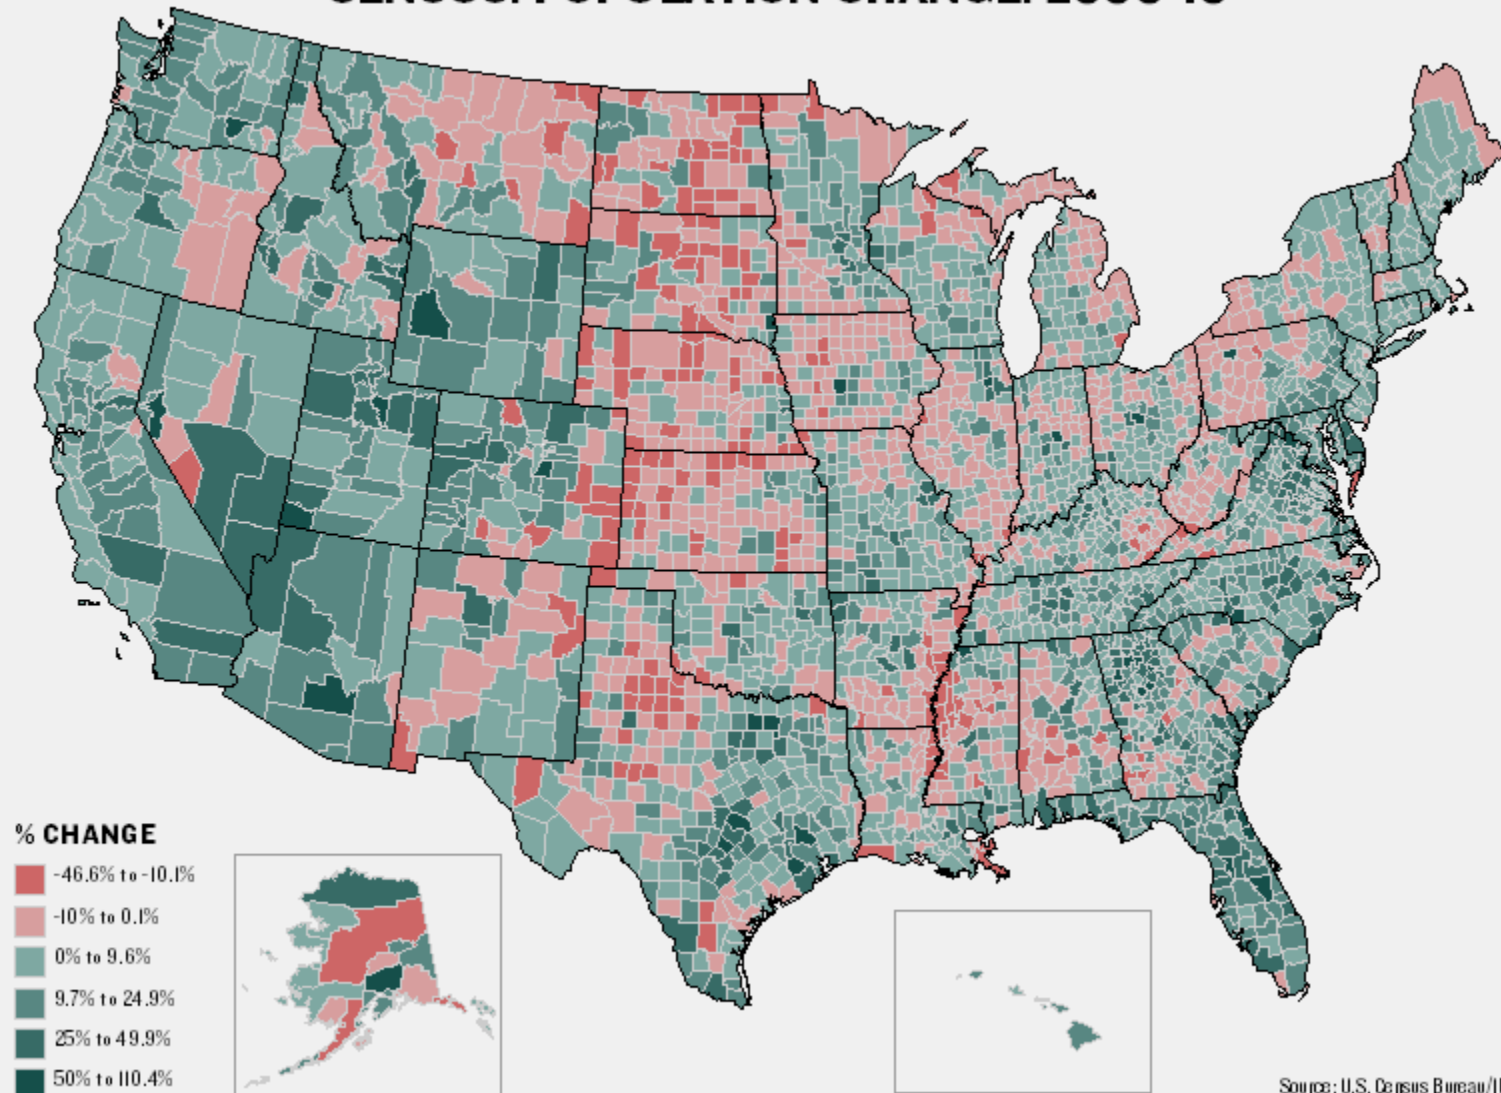 % CHANGE
-46.6% to -10.1%
-10% to 0.1%
0% to 9.6%
9.7% to 24.9%
25% to 49.9%
50% to 110.4%
Source: U.S. Census Bureau/